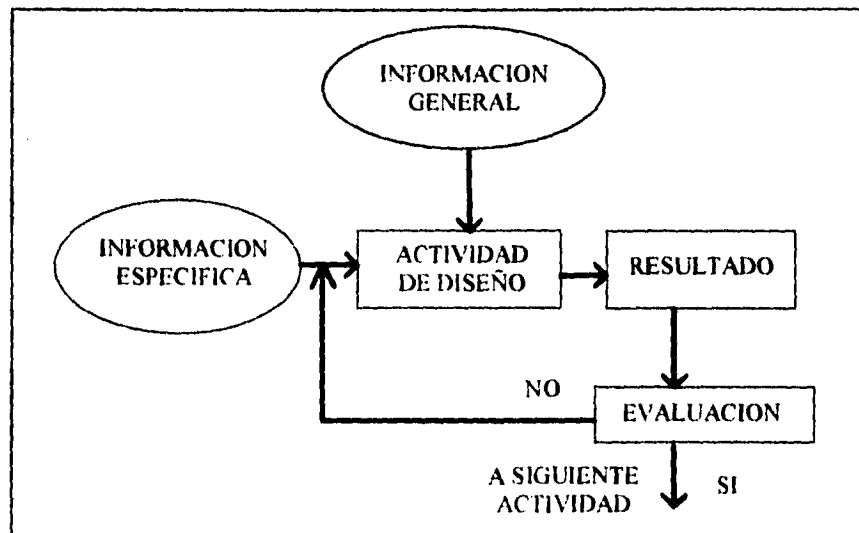 INFORMACION
GENERAL
INFORMACION
ESPECIFICA
ACTIVIDAD
DE DISEÑO
RESULTADO
NO
EVALUACION
A SIGUIENTE
ACTIVIDAD
SI